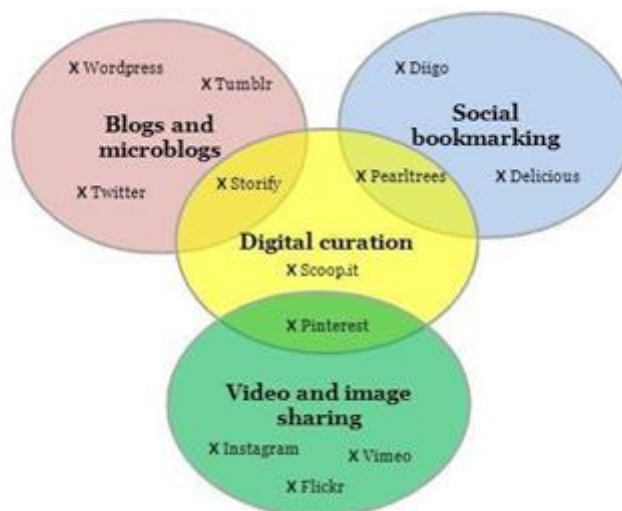 X Wordpress
X Tumblr
Blogs and
microblogs
X Twitter
X Storify
X Diigo
Social
bookmarking
X Pearltrees
X Delicious
Digital curation
X Scoop.it
X Pinterest
Video and image
sharing
X Instagram
X Vimeo
X Flickr